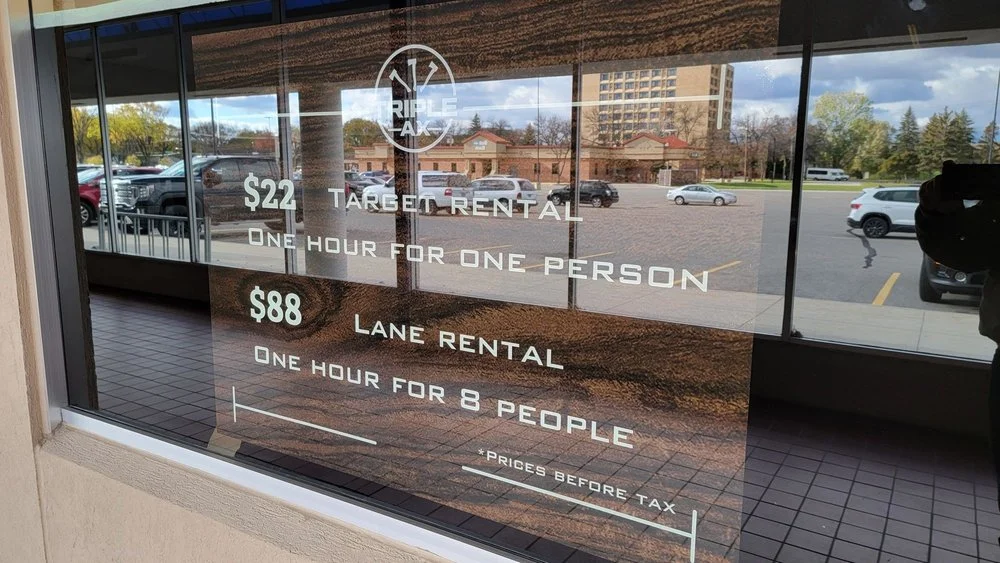 TRIPLE
AXE
$22 TARGET RENTAL
ONE HOUR FOR ONE PERSON
$88 LANE RENTAL
ONE HOUR FOR 8 PEOPLE
*PRICES BEFORE TAX